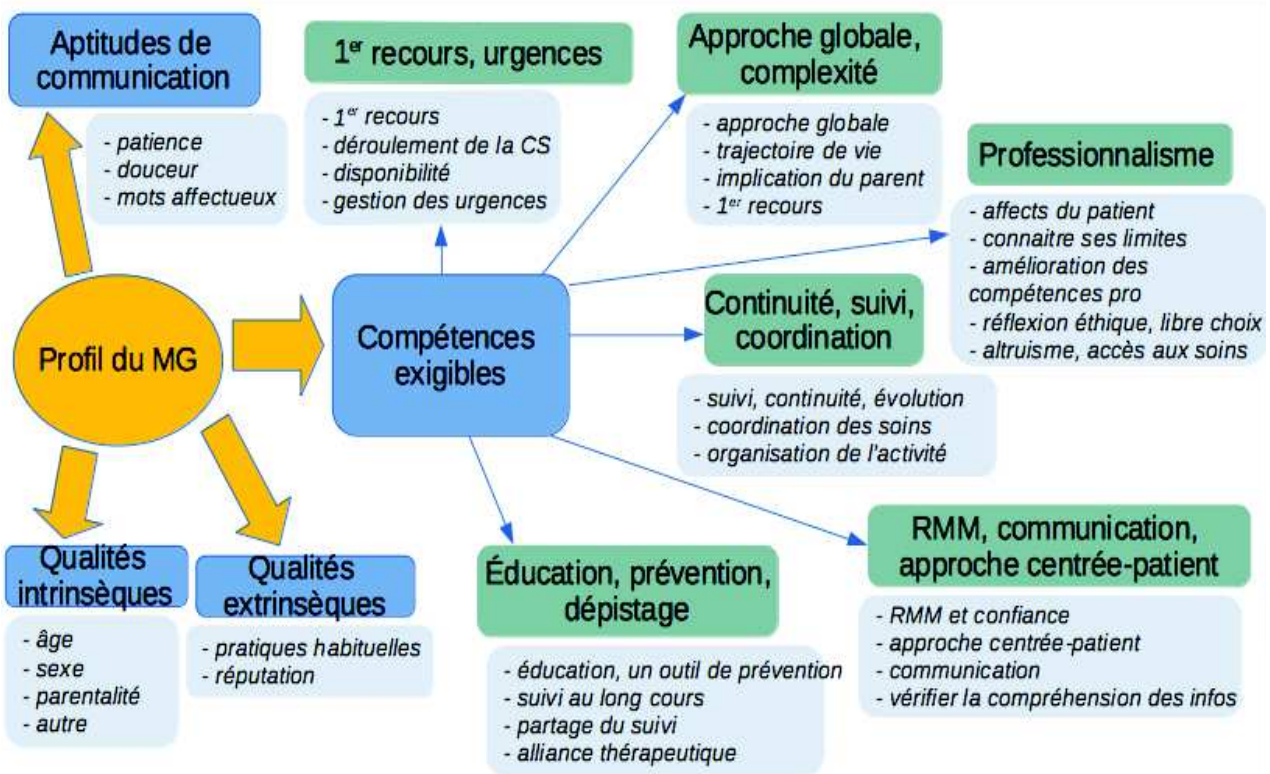 Aptitudes de
communication
- patience
- douceur
- mots affectueux
1er recours, urgences
- 1er recours
- déroulement de la CS
- disponibilité
- gestion des urgences
Approche globale,
complexité
- approche globale
- trajectoire de vie
- implication du parent
- 1er recours
Professionnalisme
- affects du patient
- connaitre ses limites
- amélioration des
compétences pro
- réflexion éthique, libre choix
- altruisme, accès aux soins
Profil du MG
Compétences
exigibles
Continuité, suivi,
coordination
- suivi, continuité, évolution
- coordination des soins
- organisation de l'activité
Qualités
intrinsèques
- âge
- sexe
- parentalité
- autre
Qualités
extrinsèques
- pratiques habituelles
- réputation
Éducation, prévention,
dépistage
- éducation, un outil de prévention
- suivi au long cours
- partage du suivi
- alliance thérapeutique
RMM, communication,
approche centrée-patient
- RMM et confiance
- approche centrée-patient
- communication
- vérifier la compréhension des infos